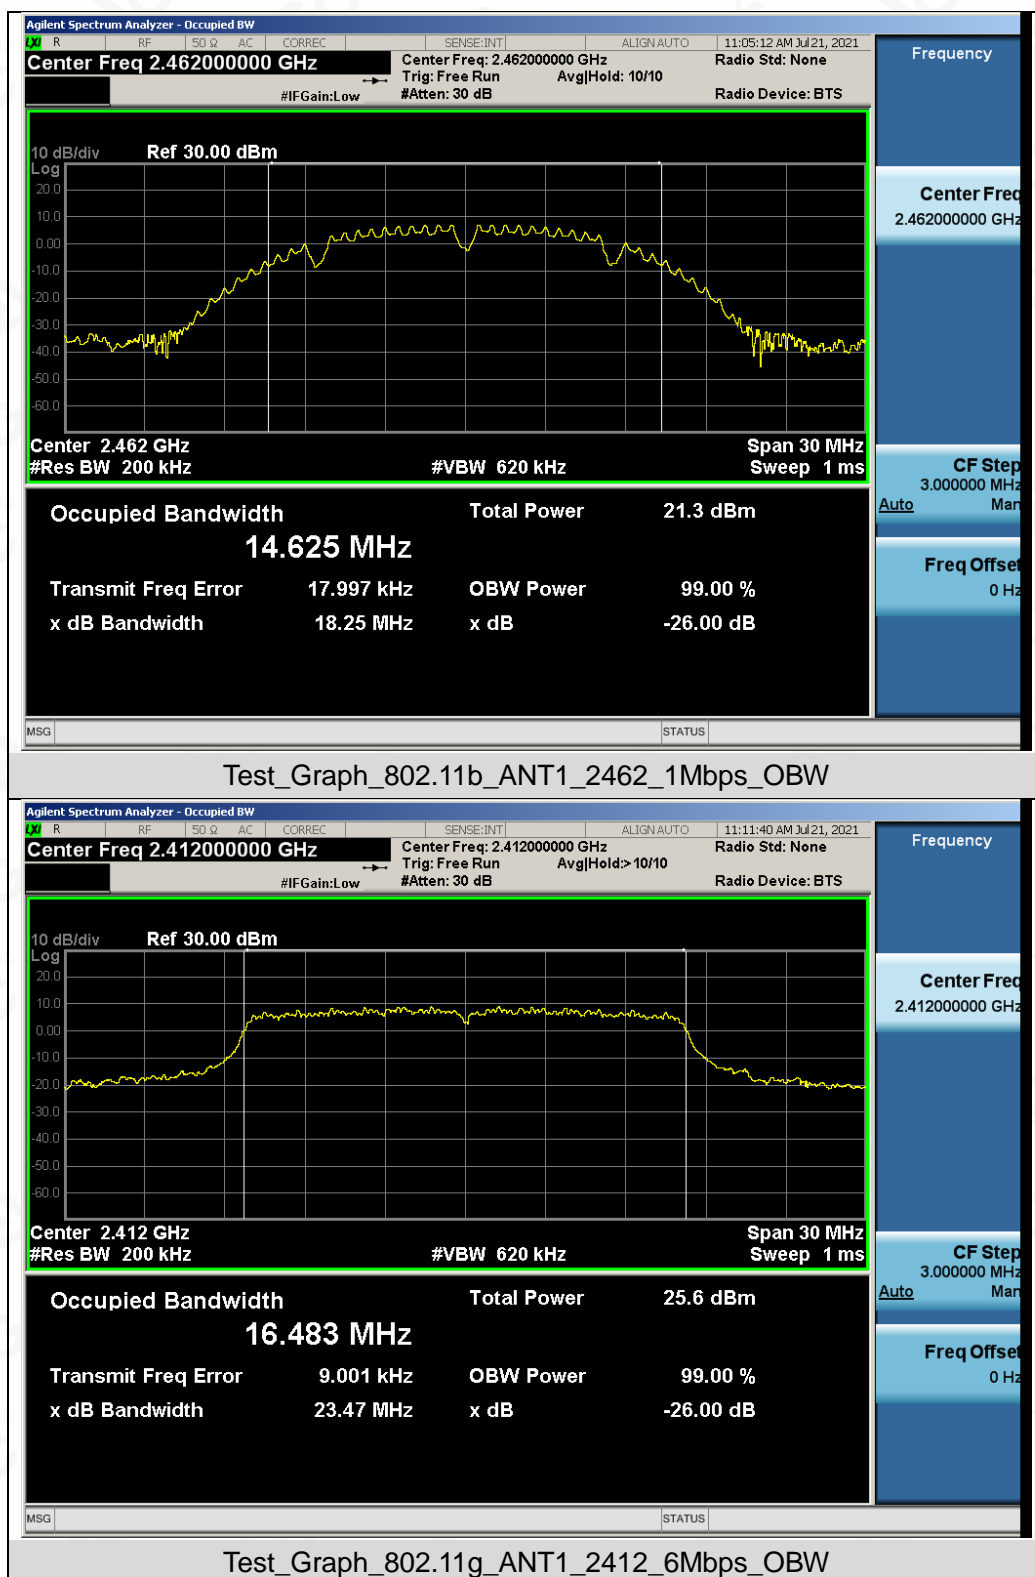 Agilent Spectrum Analyzer - Occupied BW
LXI R RF 50 Ω AC CORREC SENSE:INT ALIGN AUTO 11:05:12 AM Jul 21, 2021
Center Freq 2.462000000 GHz Center Freq: 2.462000000 GHz Radio Std: None Frequency
Trig: Free Run Avg|Hold: 10/10
#IFGain:Low #Atten: 30 dB Radio Device: BTS
10 dB/div Ref 30.00 dBm
Log
20.0
10.0
0.00
-10.0
-20.0
-30.0
-40.0
-50.0
-60.0
Center Freq
2.462000000 GHz
Center 2.462 GHz Span 30 MHz
#Res BW 200 kHz #VBW 620 kHz Sweep 1 ms
CF Step
3.000000 MHz
Auto Man
Occupied Bandwidth Total Power 21.3 dBm
14.625 MHz
Transmit Freq Error 17.997 kHz OBW Power 99.00 %
x dB Bandwidth 18.25 MHz x dB -26.00 dB
Freq Offset
0 Hz
MSG STATUS
Test_Graph_802.11b_ANT1_2462_1Mbps_OBW
Agilent Spectrum Analyzer - Occupied BW
LXI R RF 50 Ω AC CORREC SENSE:INT ALIGN AUTO 11:11:40 AM Jul 21, 2021
Center Freq 2.412000000 GHz Center Freq: 2.412000000 GHz Radio Std: None Frequency
Trig: Free Run Avg|Hold:> 10/10
#IFGain:Low #Atten: 30 dB Radio Device: BTS
10 dB/div Ref 30.00 dBm
Log
20.0
10.0
0.00
-10.0
-20.0
-30.0
-40.0
-50.0
-60.0
Center Freq
2.412000000 GHz
Center 2.412 GHz Span 30 MHz
#Res BW 200 kHz #VBW 620 kHz Sweep 1 ms
CF Step
3.000000 MHz
Auto Man
Occupied Bandwidth Total Power 25.6 dBm
16.483 MHz
Transmit Freq Error 9.001 kHz OBW Power 99.00 %
x dB Bandwidth 23.47 MHz x dB -26.00 dB
Freq Offset
0 Hz
MSG STATUS
Test_Graph_802.11g_ANT1_2412_6Mbps_OBW